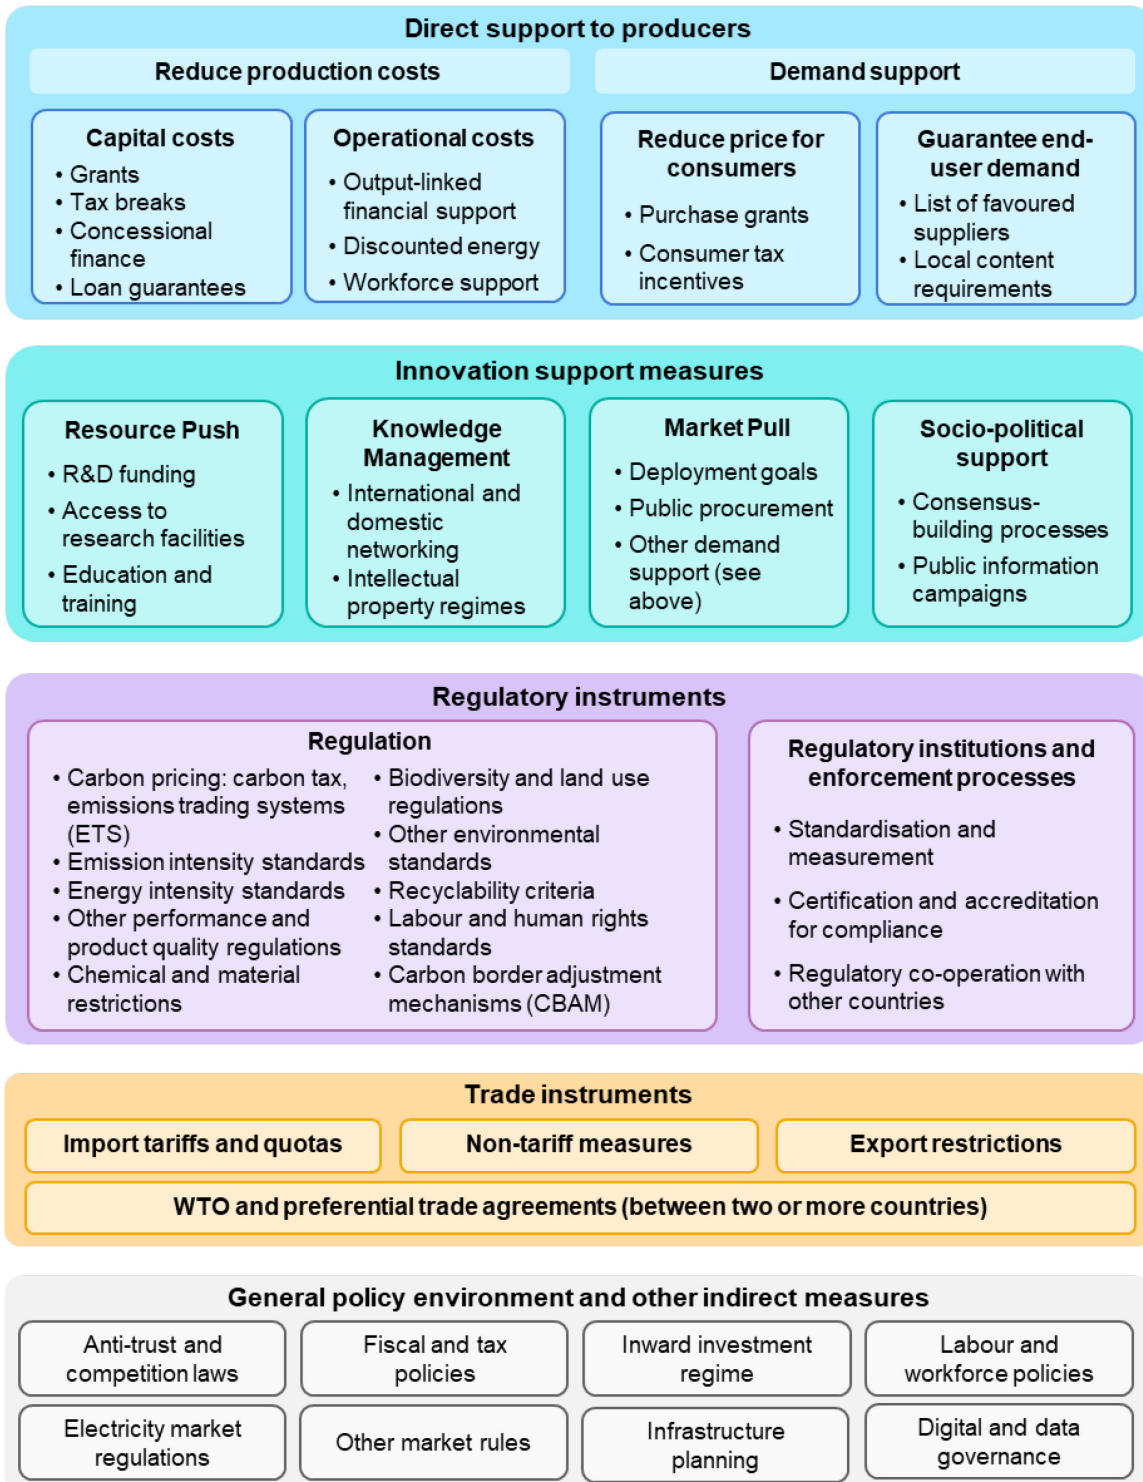 Direct support to producers
Reduce production costs
Demand support
Capital costs
• Grants
• Tax breaks
• Concessional
finance
• Loan guarantees
Operational costs
• Output-linked
financial support
• Discounted energy
• Workforce support
Reduce price for
consumers
• Purchase grants
• Consumer tax
incentives
Guarantee end-
user demand
• List of favoured
suppliers
• Local content
requirements
Innovation support measures
Resource Push
• R&D funding
• Access to
research facilities
• Education and
training
Knowledge
Management
• International and
domestic
networking
• Intellectual
property regimes
Market Pull
• Deployment goals
• Public procurement
• Other demand
support (see
above)
Socio-political
support
• Consensus-
building processes
• Public information
campaigns
Regulatory instruments
Regulation
• Carbon pricing: carbon tax,
emissions trading systems
(ETS)
• Emission intensity standards
• Energy intensity standards
• Other performance and
product quality regulations
• Chemical and material
restrictions
• Biodiversity and land use
regulations
• Other environmental
standards
• Recyclability criteria
• Labour and human rights
standards
• Carbon border adjustment
mechanisms (CBAM)
Regulatory institutions and
enforcement processes
• Standardisation and
measurement
• Certification and accreditation
for compliance
• Regulatory co-operation with
other countries
Trade instruments
Import tariffs and quotas
Non-tariff measures
Export restrictions
WTO and preferential trade agreements (between two or more countries)
General policy environment and other indirect measures
Anti-trust and
competition laws
Fiscal and tax
policies
Inward investment
regime
Labour and
workforce policies
Electricity market
regulations
Other market rules
Infrastructure
planning
Digital and data
governance